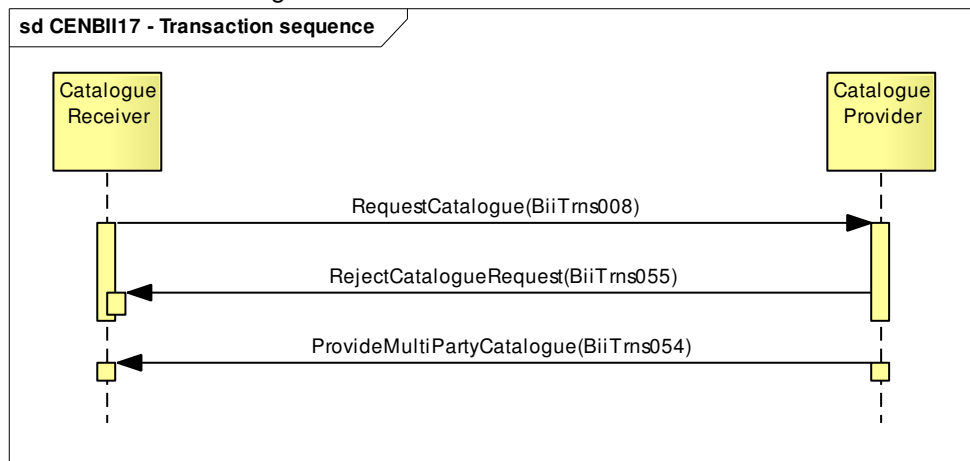 sd CENBII17 - Transaction sequence
Catalogue
Receiver
Catalogue
Provider
RequestCatalogue(BiiTrns008)
RejectCatalogueRequest(BiiTrns055)
ProvideMultiPartyCatalogue(BiiTrns054)